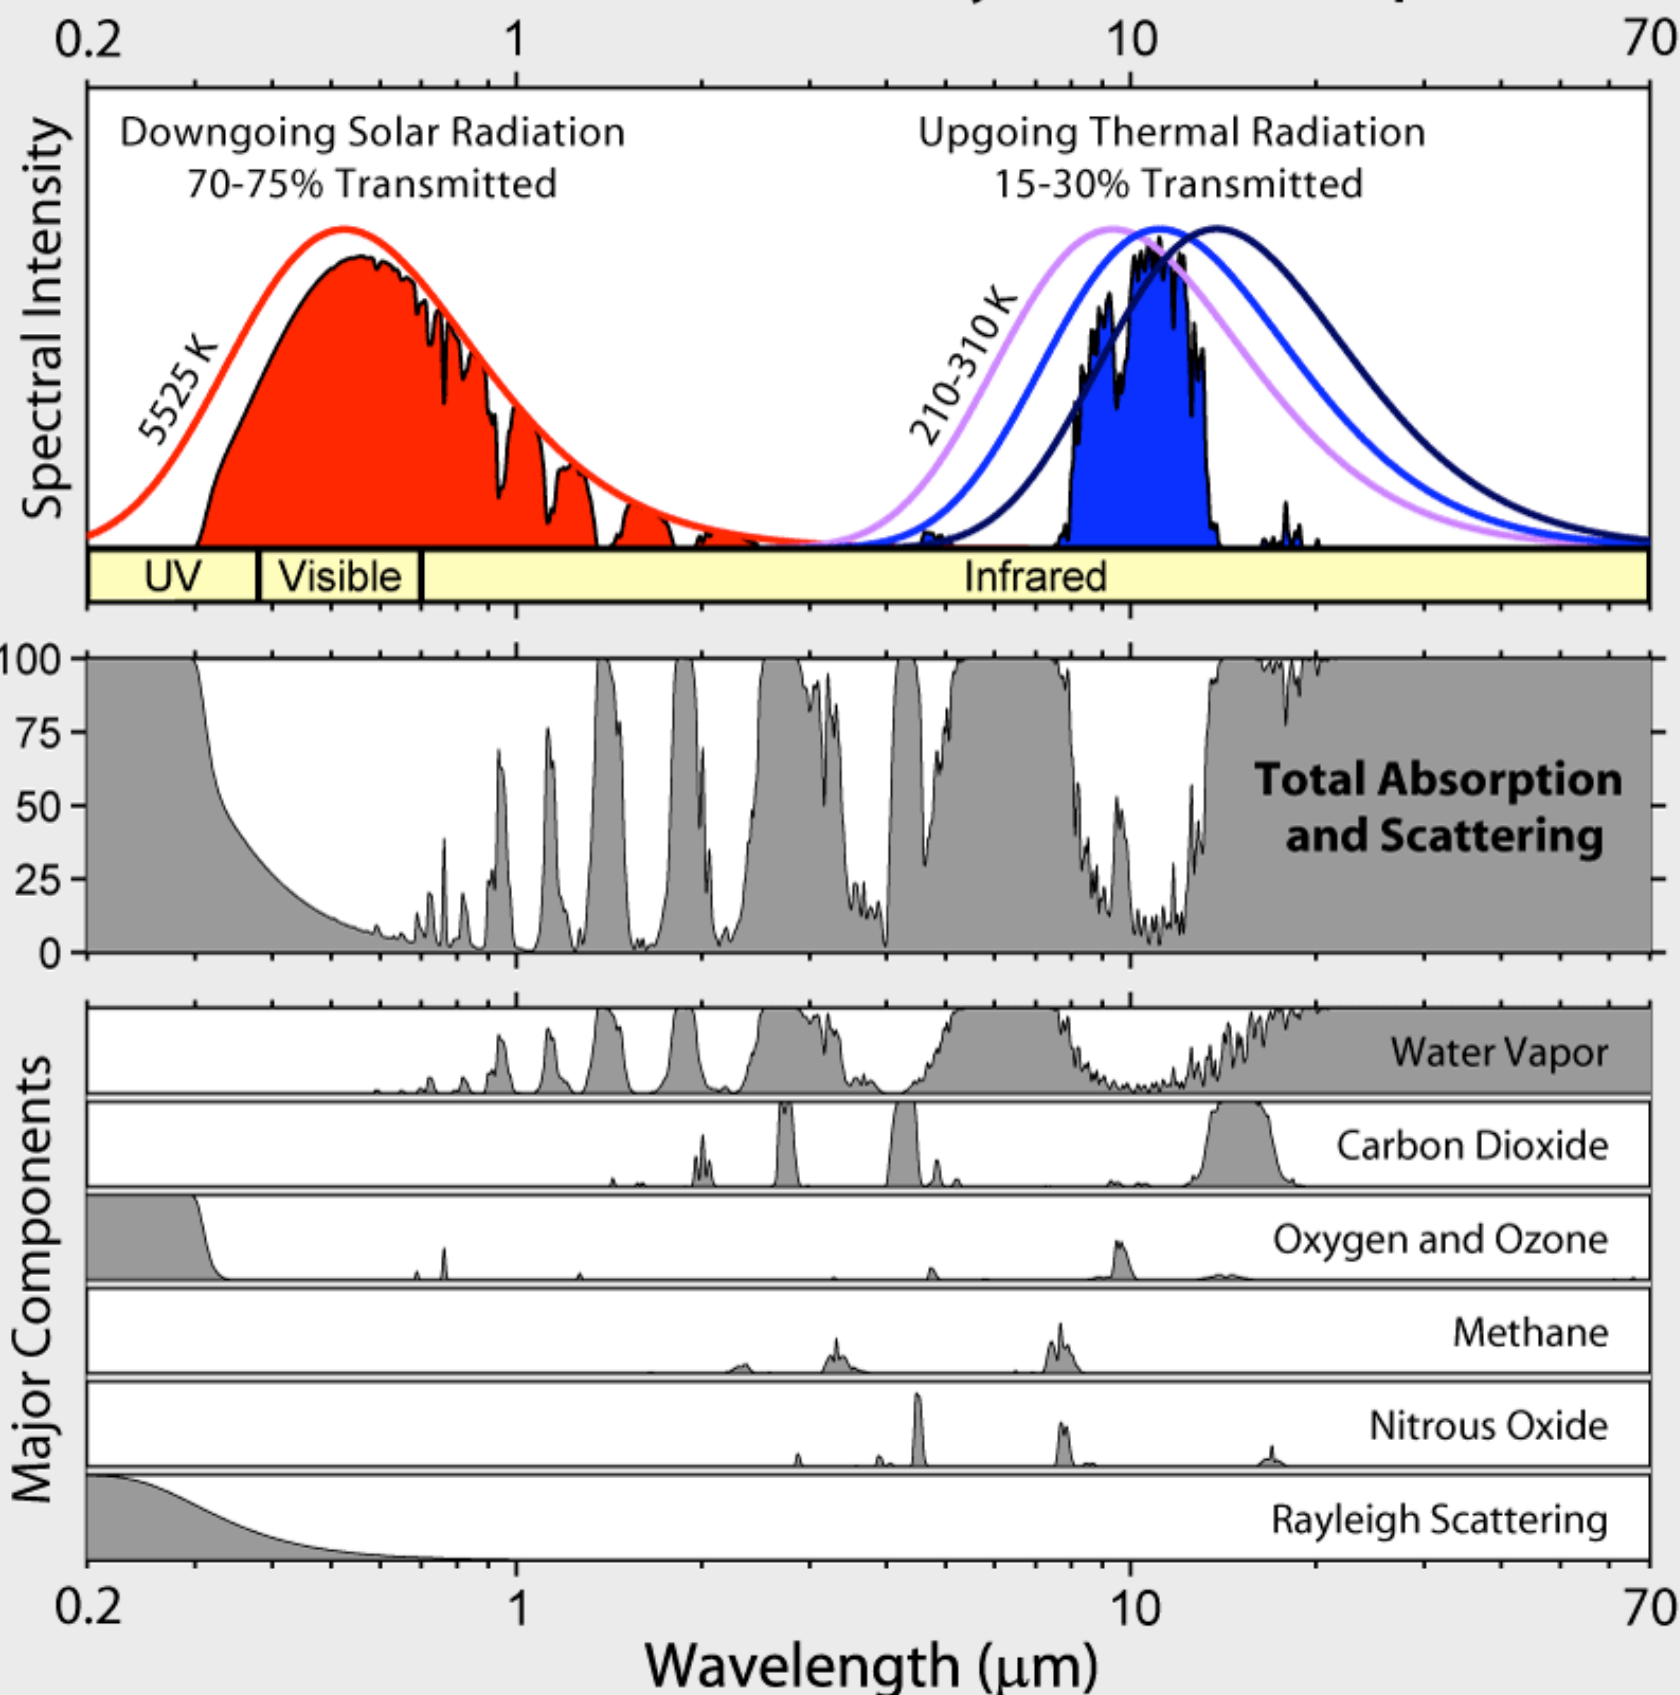 0.2 1 10 70
Spectral Intensity
Downgoing Solar Radiation
70-75% Transmitted
Upgoing Thermal Radiation
15-30% Transmitted
5525 K
210-310 K
UV Visible Infrared
100
75
50
25
0
Total Absorption
and Scattering
Major Components
Water Vapor
Carbon Dioxide
Oxygen and Ozone
Methane
Nitrous Oxide
Rayleigh Scattering
0.2 1 10 70
Wavelength (μm)